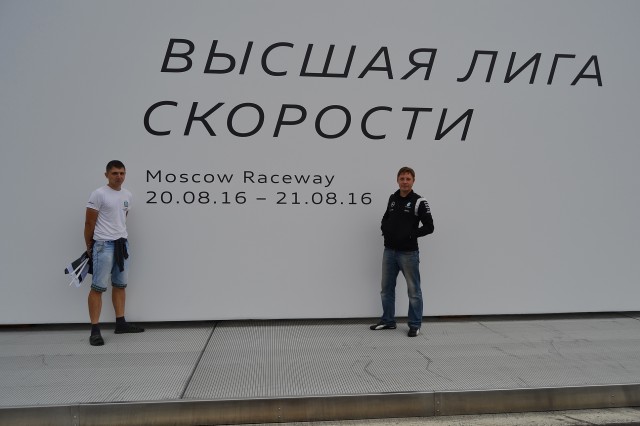 ВЫСШАЯ ЛИГА
СКОРОСТИ
Moscow Raceway
20.08.16 – 21.08.16